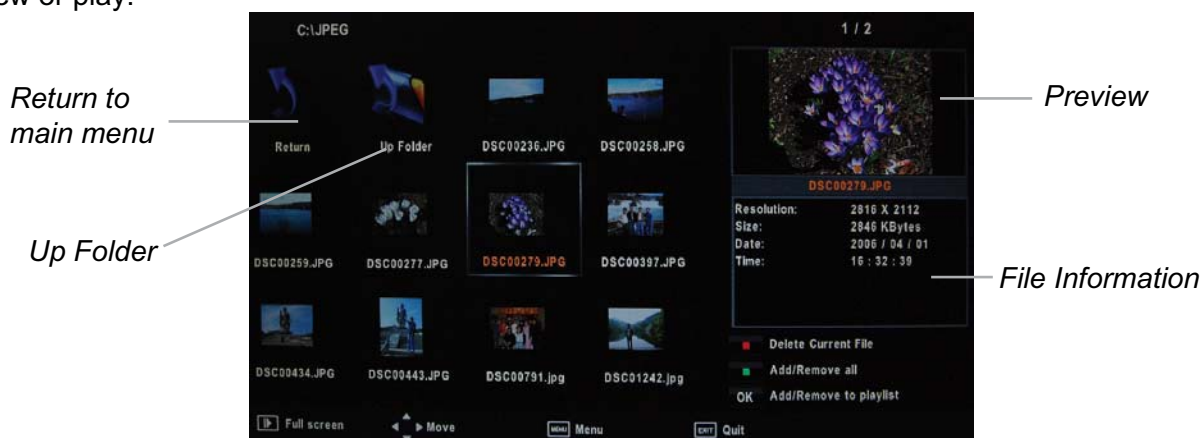 ew or play.
C:\JPEG
1 / 2
Return to
main menu
Preview
Return
Up Folder
DSC00236.JPG
DSC00258.JPG
DSC00279.JPG
Resolution: 2816 X 2112
Size: 2846 KBytes
Date: 2006 / 04 / 01
Time: 16 : 32 : 39
Up Folder
DSC00259.JPG
DSC00277.JPG
DSC00279.JPG
DSC00397.JPG
File Information
Delete Current File
Add/Remove all
OK Add/Remove to playlist
DSC00434.JPG
DSC00443.JPG
DSC00791.jpg
DSC01242.jpg
Full screen
Move
MENU Menu
EXIT Quit